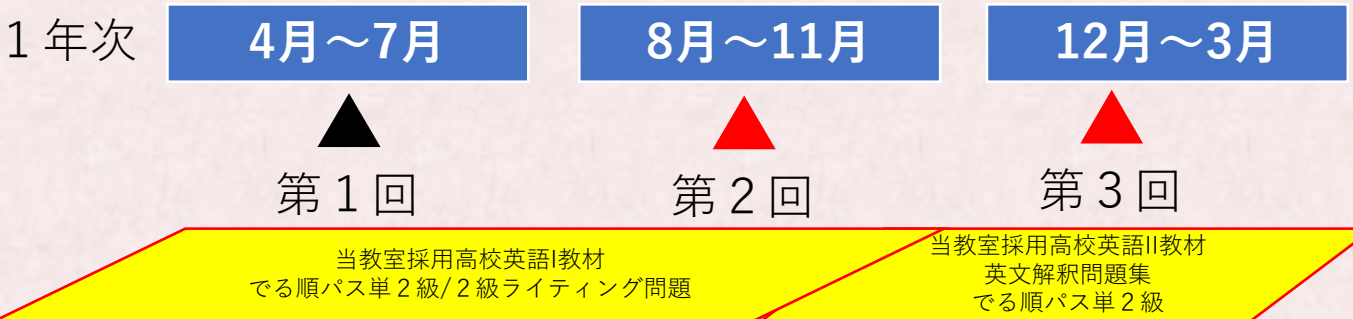 1年次
4月～7月
8月～11月
12月～3月
第1回
第2回
第3回
当教室採用高校英語I教材
でる順パス単２級/２級ライティング問題
当教室採用高校英語II教材
英文解釈問題集
でる順パス単２級